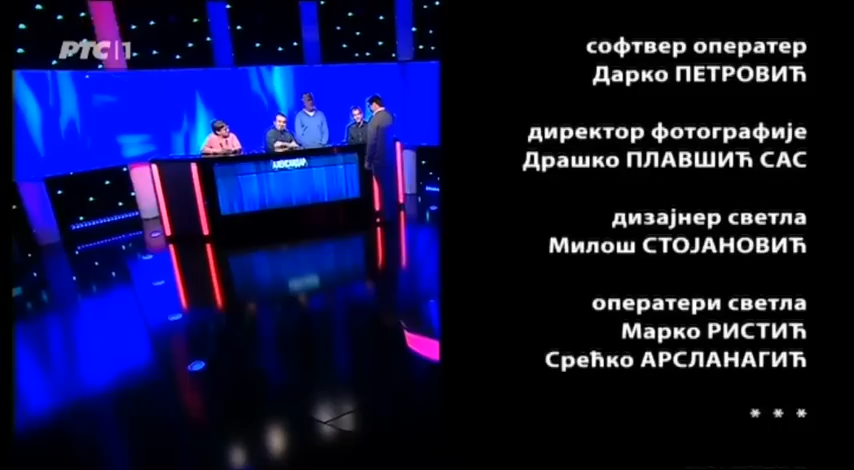 РТС 1
АЛЕКСАНДАР
софтвер оператер
Дарко ПЕТРОВИЋ
директор фотографије
Драшко ПЛАВШИЋ САС
дизајнер светла
Милош СТОЈАНОВИЋ
оператери светла
Марко РИСТИЋ
Срећко АРСЛАНАГИЋ
* * *